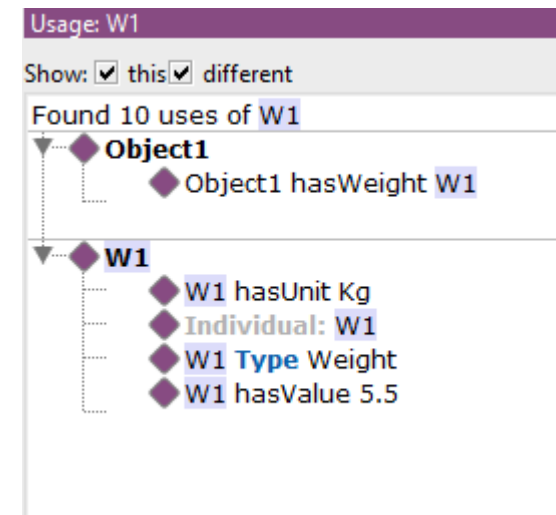 Usage: W1
Show: this different
Found 10 uses of W1
Object1
Object1 hasWeight W1
W1
W1 hasUnit Kg
Individual: W1
W1 Type Weight
W1 hasValue 5.5